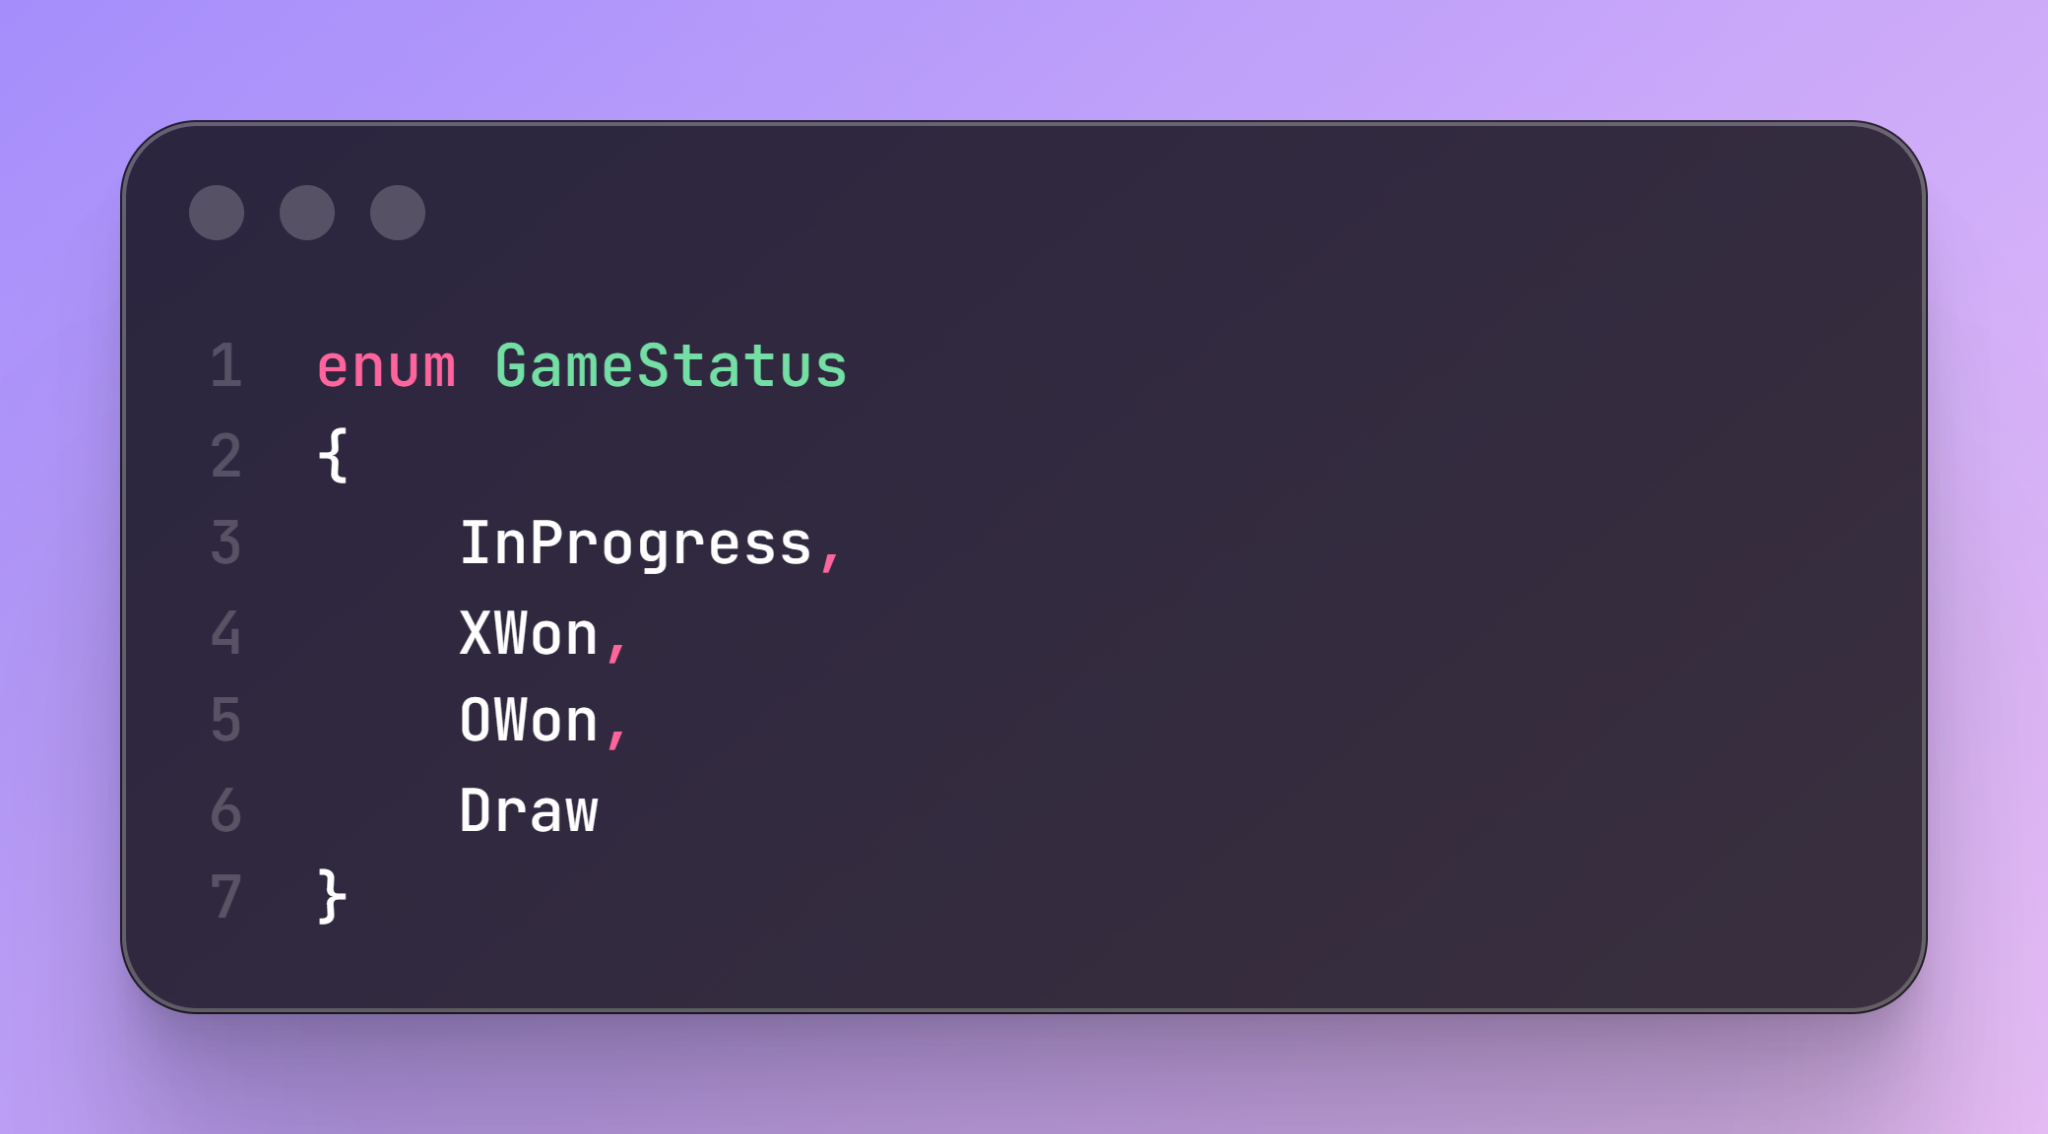 1 enum GameStatus
2 {
3     InProgress,
4     XWon,
5     OWon,
6     Draw
7 }